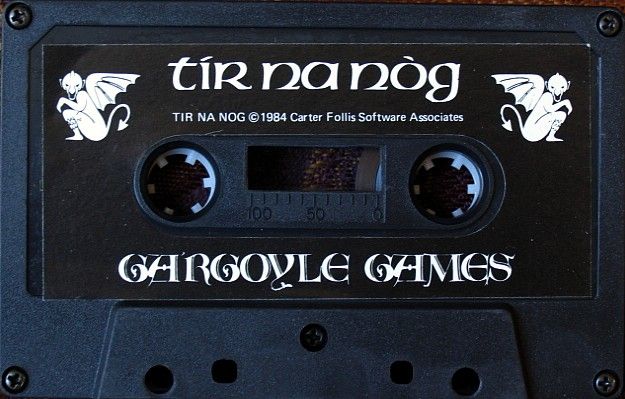 tír na nòg
TIR NA NOG ©1984 Carter Follis Software Associates
100 50 0
GARGOYLE GAMES